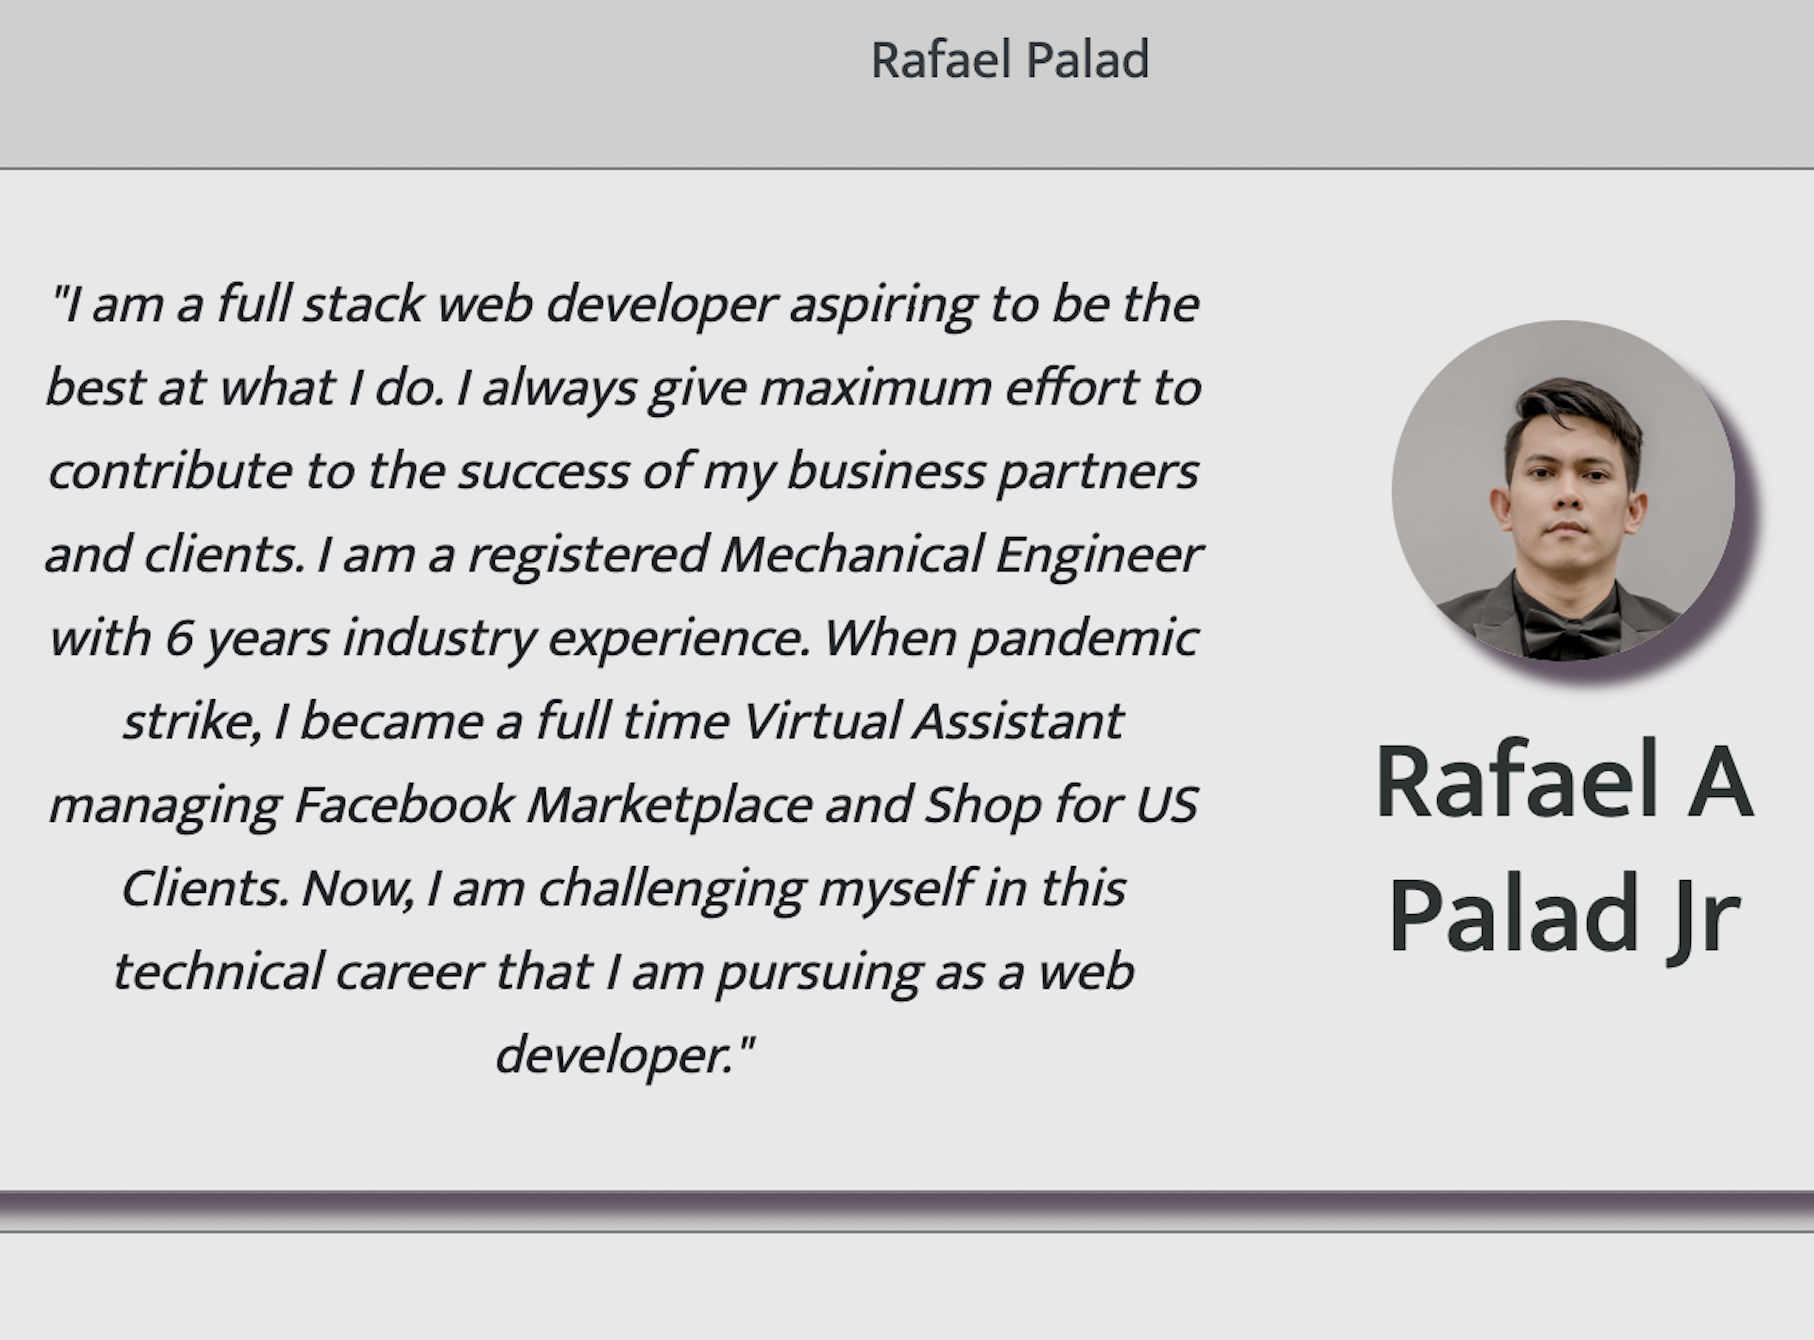 Rafael Palad
"I am a full stack web developer aspiring to be the
best at what I do. I always give maximum effort to
contribute to the success of my business partners
and clients. I am a registered Mechanical Engineer
with 6 years industry experience. When pandemic
strike, I became a full time Virtual Assistant
managing Facebook Marketplace and Shop for US
Clients. Now, I am challenging myself in this
technical career that I am pursuing as a web
developer."
Rafael A
Palad Jr